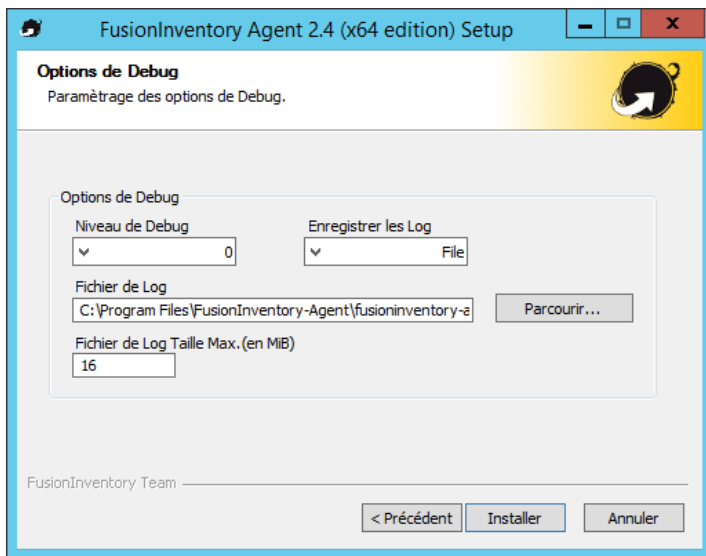 FusionInventory Agent 2.4 (x64 edition) Setup
Options de Debug
Paramètrage des options de Debug.
Options de Debug
Niveau de Debug
Enregistrer les Log
0
File
Fichier de Log
C:\Program Files\FusionInventory-Agent\fusioninventory-a
Parcourir...
Fichier de Log Taille Max.(en MiB)
16
FusionInventory Team
< Précédent
Installer
Annuler